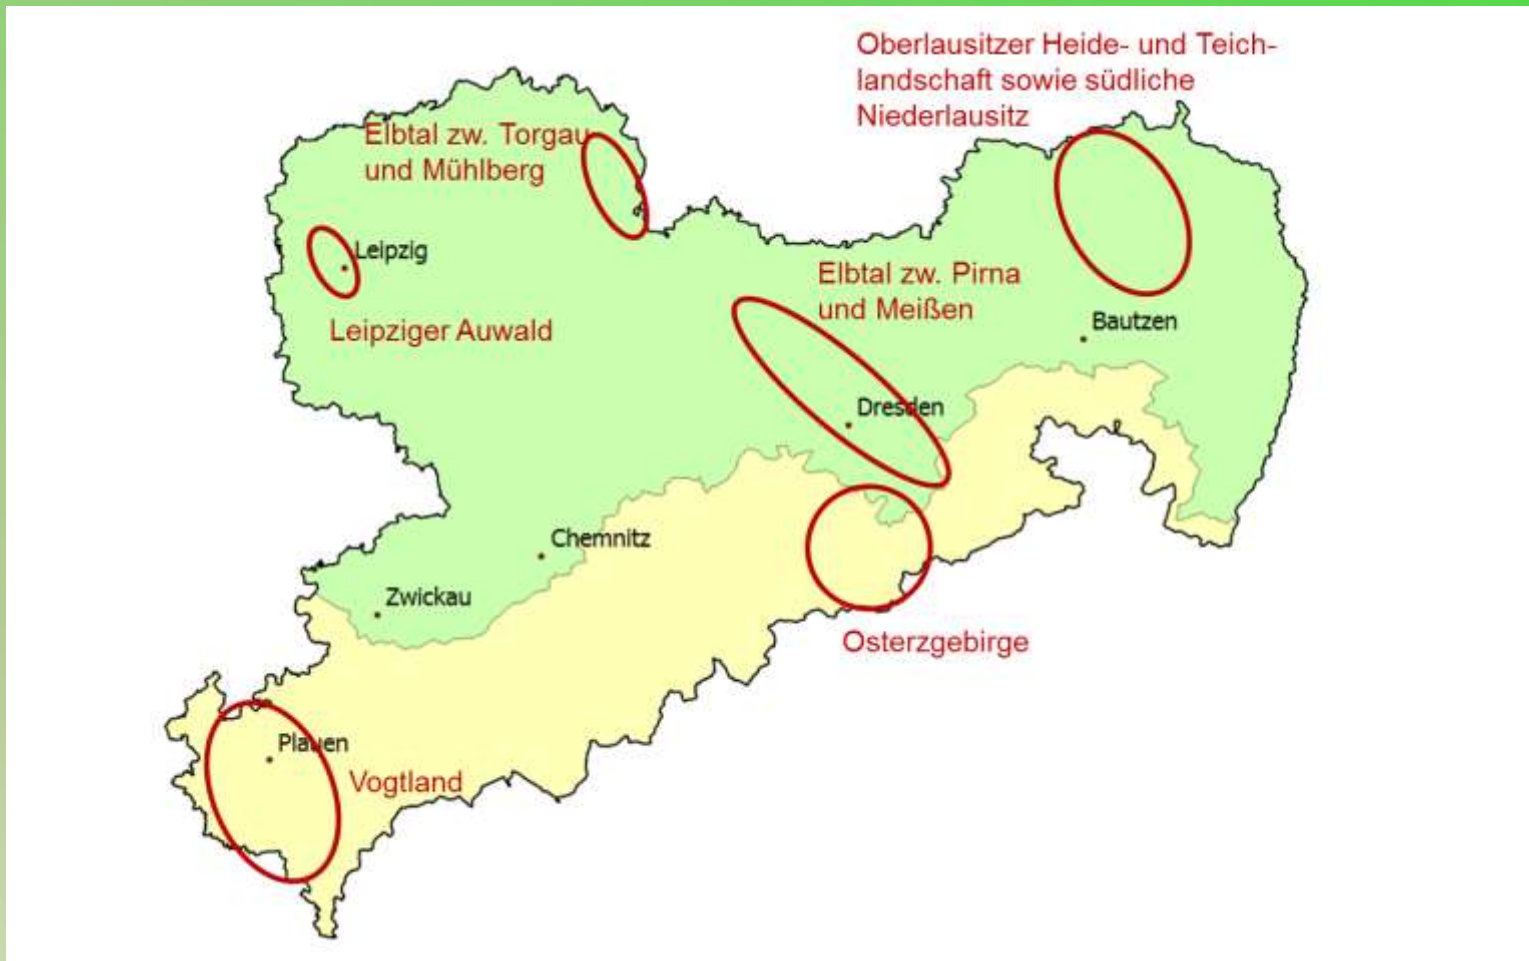 Oberlausitzer Heide- und Teich-
landschaft sowie südliche
Niederlausitz
Elbtal zw. Torgau
und Mühlberg
Leipzig
Leipziger Auwald
Elbtal zw. Pirna
und Meißen
Bautzen
Dresden
Chemnitz
Zwickau
Osterzgebirge
Plauen
Vogtland